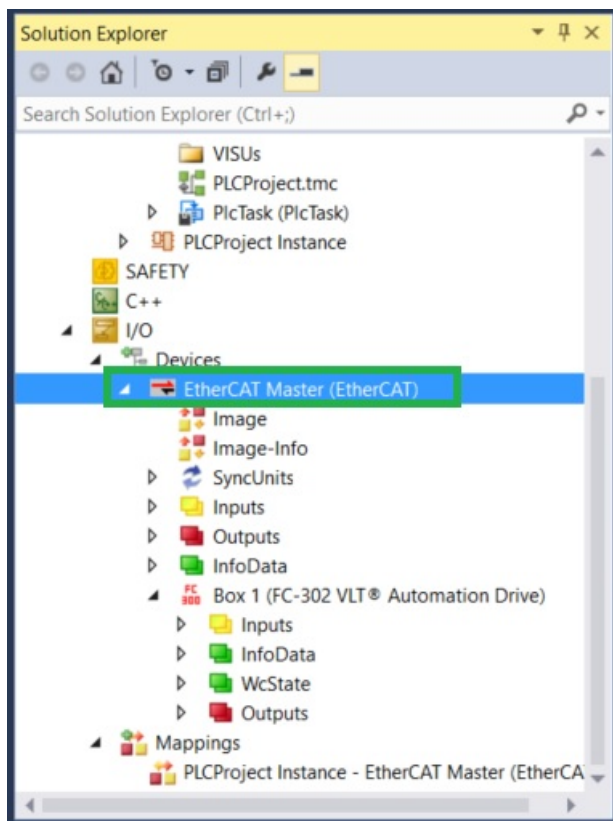 Solution Explorer
Search Solution Explorer (Ctrl+;)
VISUs
PLCProject.tmc
PlcTask (PlcTask)
PLCProject Instance
SAFETY
C++
I/O
Devices
EtherCAT Master (EtherCAT)
Image
Image-Info
SyncUnits
Inputs
Outputs
InfoData
FC 300 Box 1 (FC-302 VLT® Automation Drive)
Inputs
InfoData
WcState
Outputs
Mappings
PLCProject Instance - EtherCAT Master (EtherCA